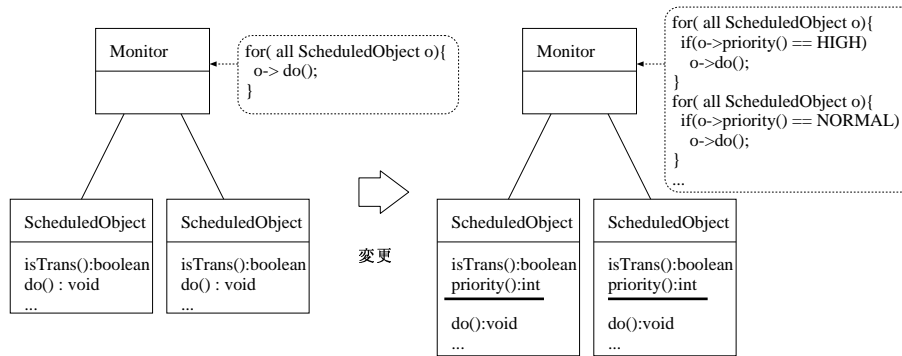 Monitor
for( all ScheduledObject o){
o-> do();
}
ScheduledObject
isTrans():boolean
do() : void
...
ScheduledObject
isTrans():boolean
do() : void
...
変更
Monitor
for( all ScheduledObject o){
if(o->priority() == HIGH)
o->do();
}
for( all ScheduledObject o){
if(o->priority() == NORMAL)
o->do();
}
...
ScheduledObject
isTrans():boolean
priority():int
do():void
...
ScheduledObject
isTrans():boolean
priority():int
do():void
...